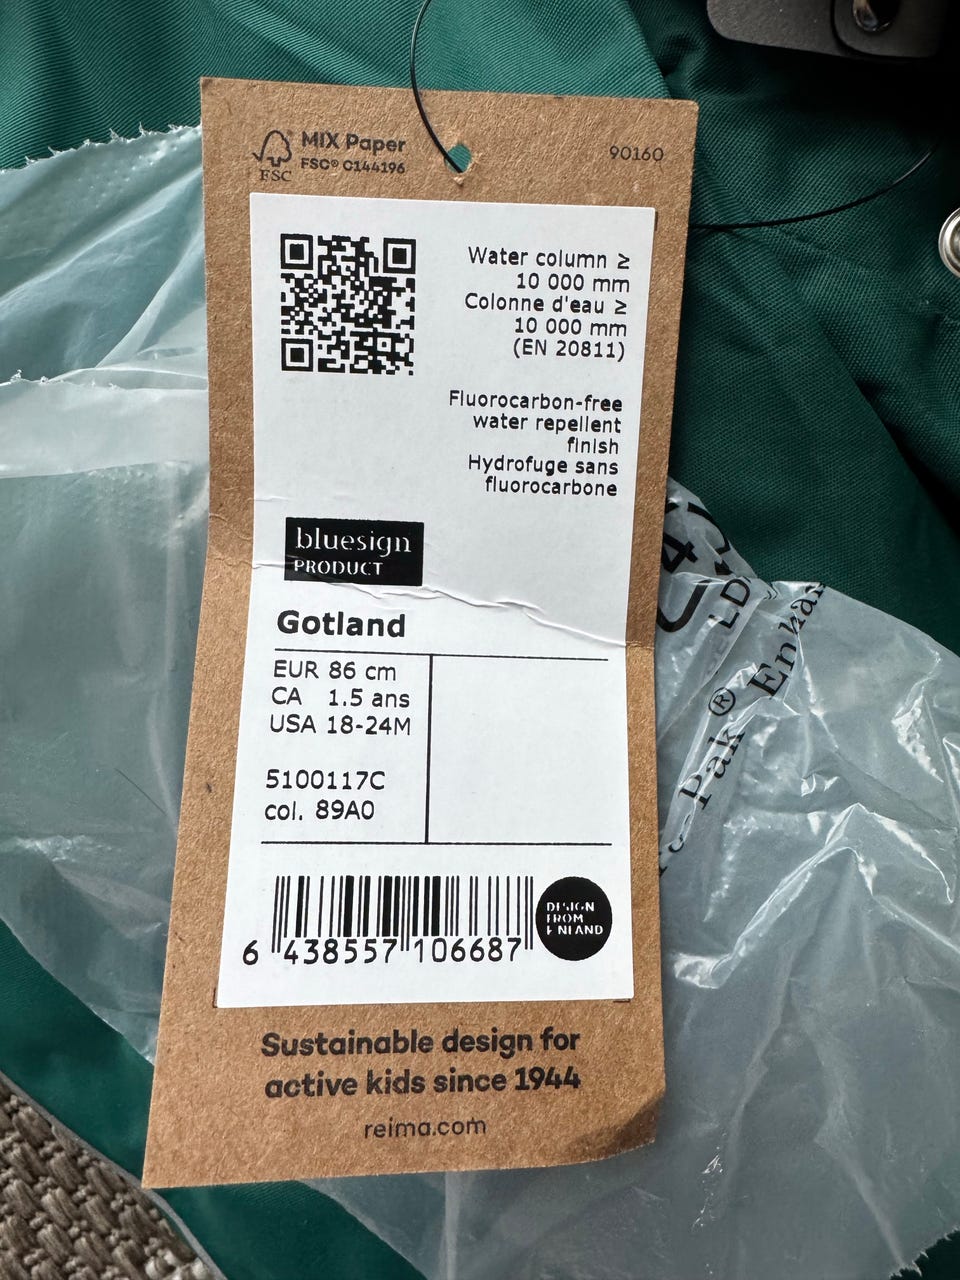 MIX Paper
FSC® C144196
FSC
90160
Water column ≥
10 000 mm
Colonne d'eau ≥
10 000 mm
(EN 20811)
Fluorocarbon-free
water repellent
finish
Hydrofuge sans
fluorocarbone
bluesign
PRODUCT
Gotland
EUR 86 cm
CA 1.5 ans
USA 18-24M
5100117C
col. 89A0
6 438557 106687
DESIGN
FROM
FINLAND
Sustainable design for
active kids since 1944
reima.com
4
Pak ®